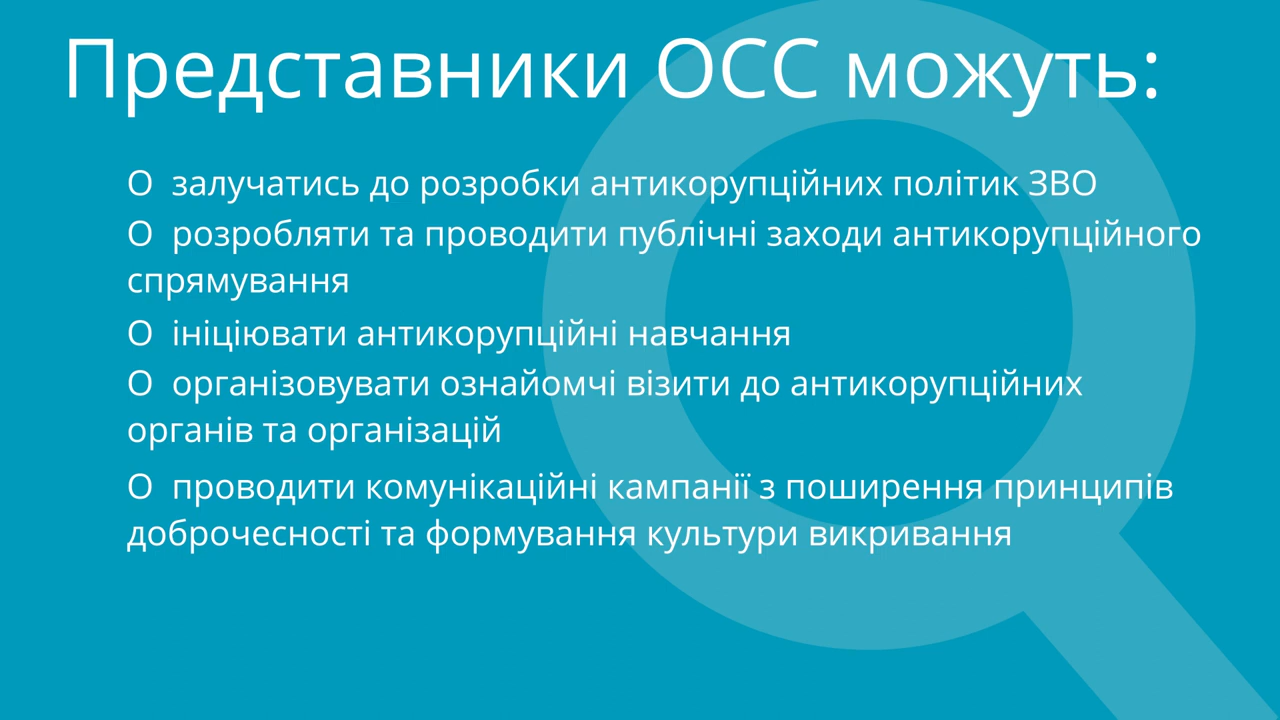 Представники ОСС можуть:
О залучатись до розробки антикорупційних політик ЗВО
О розробляти та проводити публічні заходи антикорупційного
спрямування
О ініціювати антикорупційні навчання
О організовувати ознайомчі візити до антикорупційних
органів та організацій
О проводити комунікаційні кампанії з поширення принципів
доброчесності та формування культури викривання